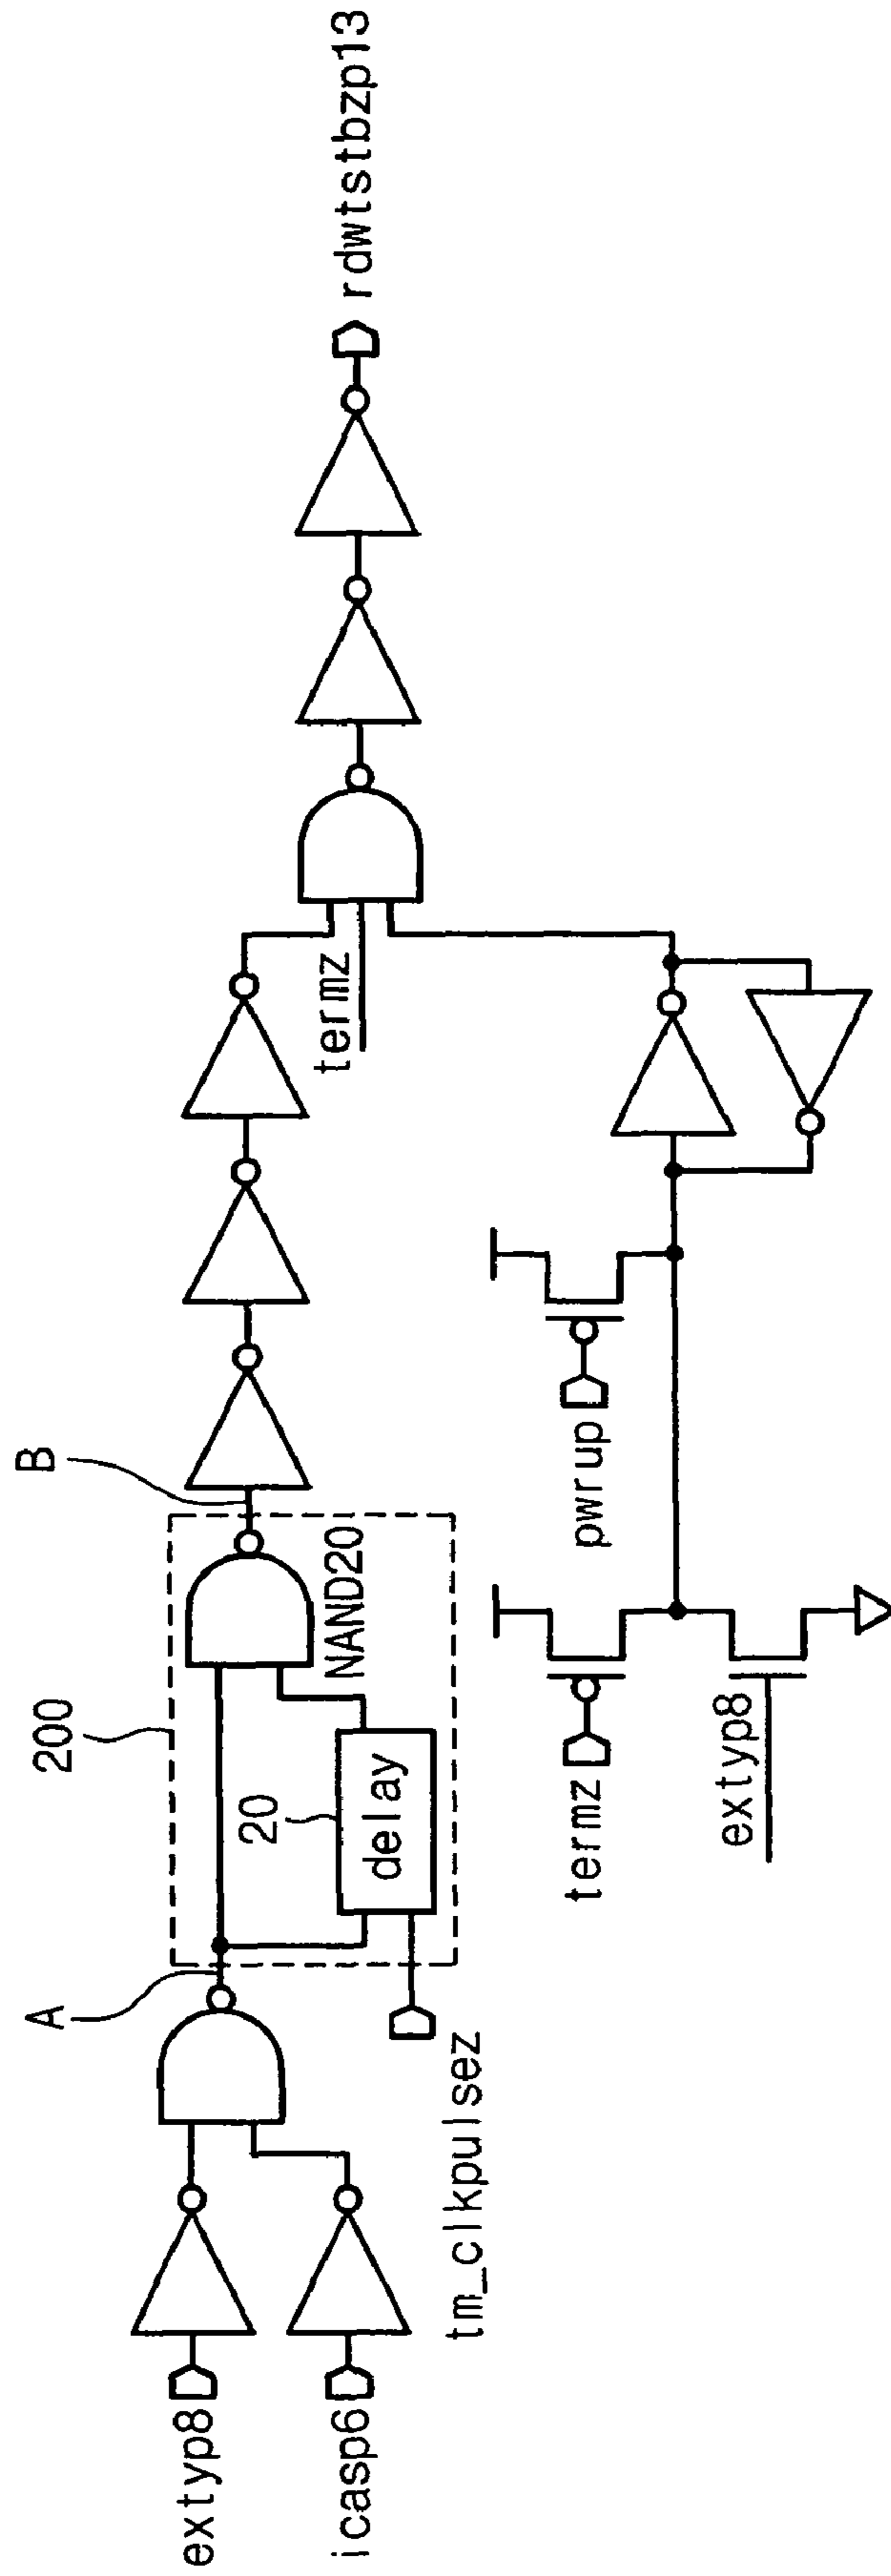 extyp8
icasp6
tm_clkpulsez
A
200
20
delay
NAND20
B
termz
rdwtstbzp13
termz
extyp8
pwrup